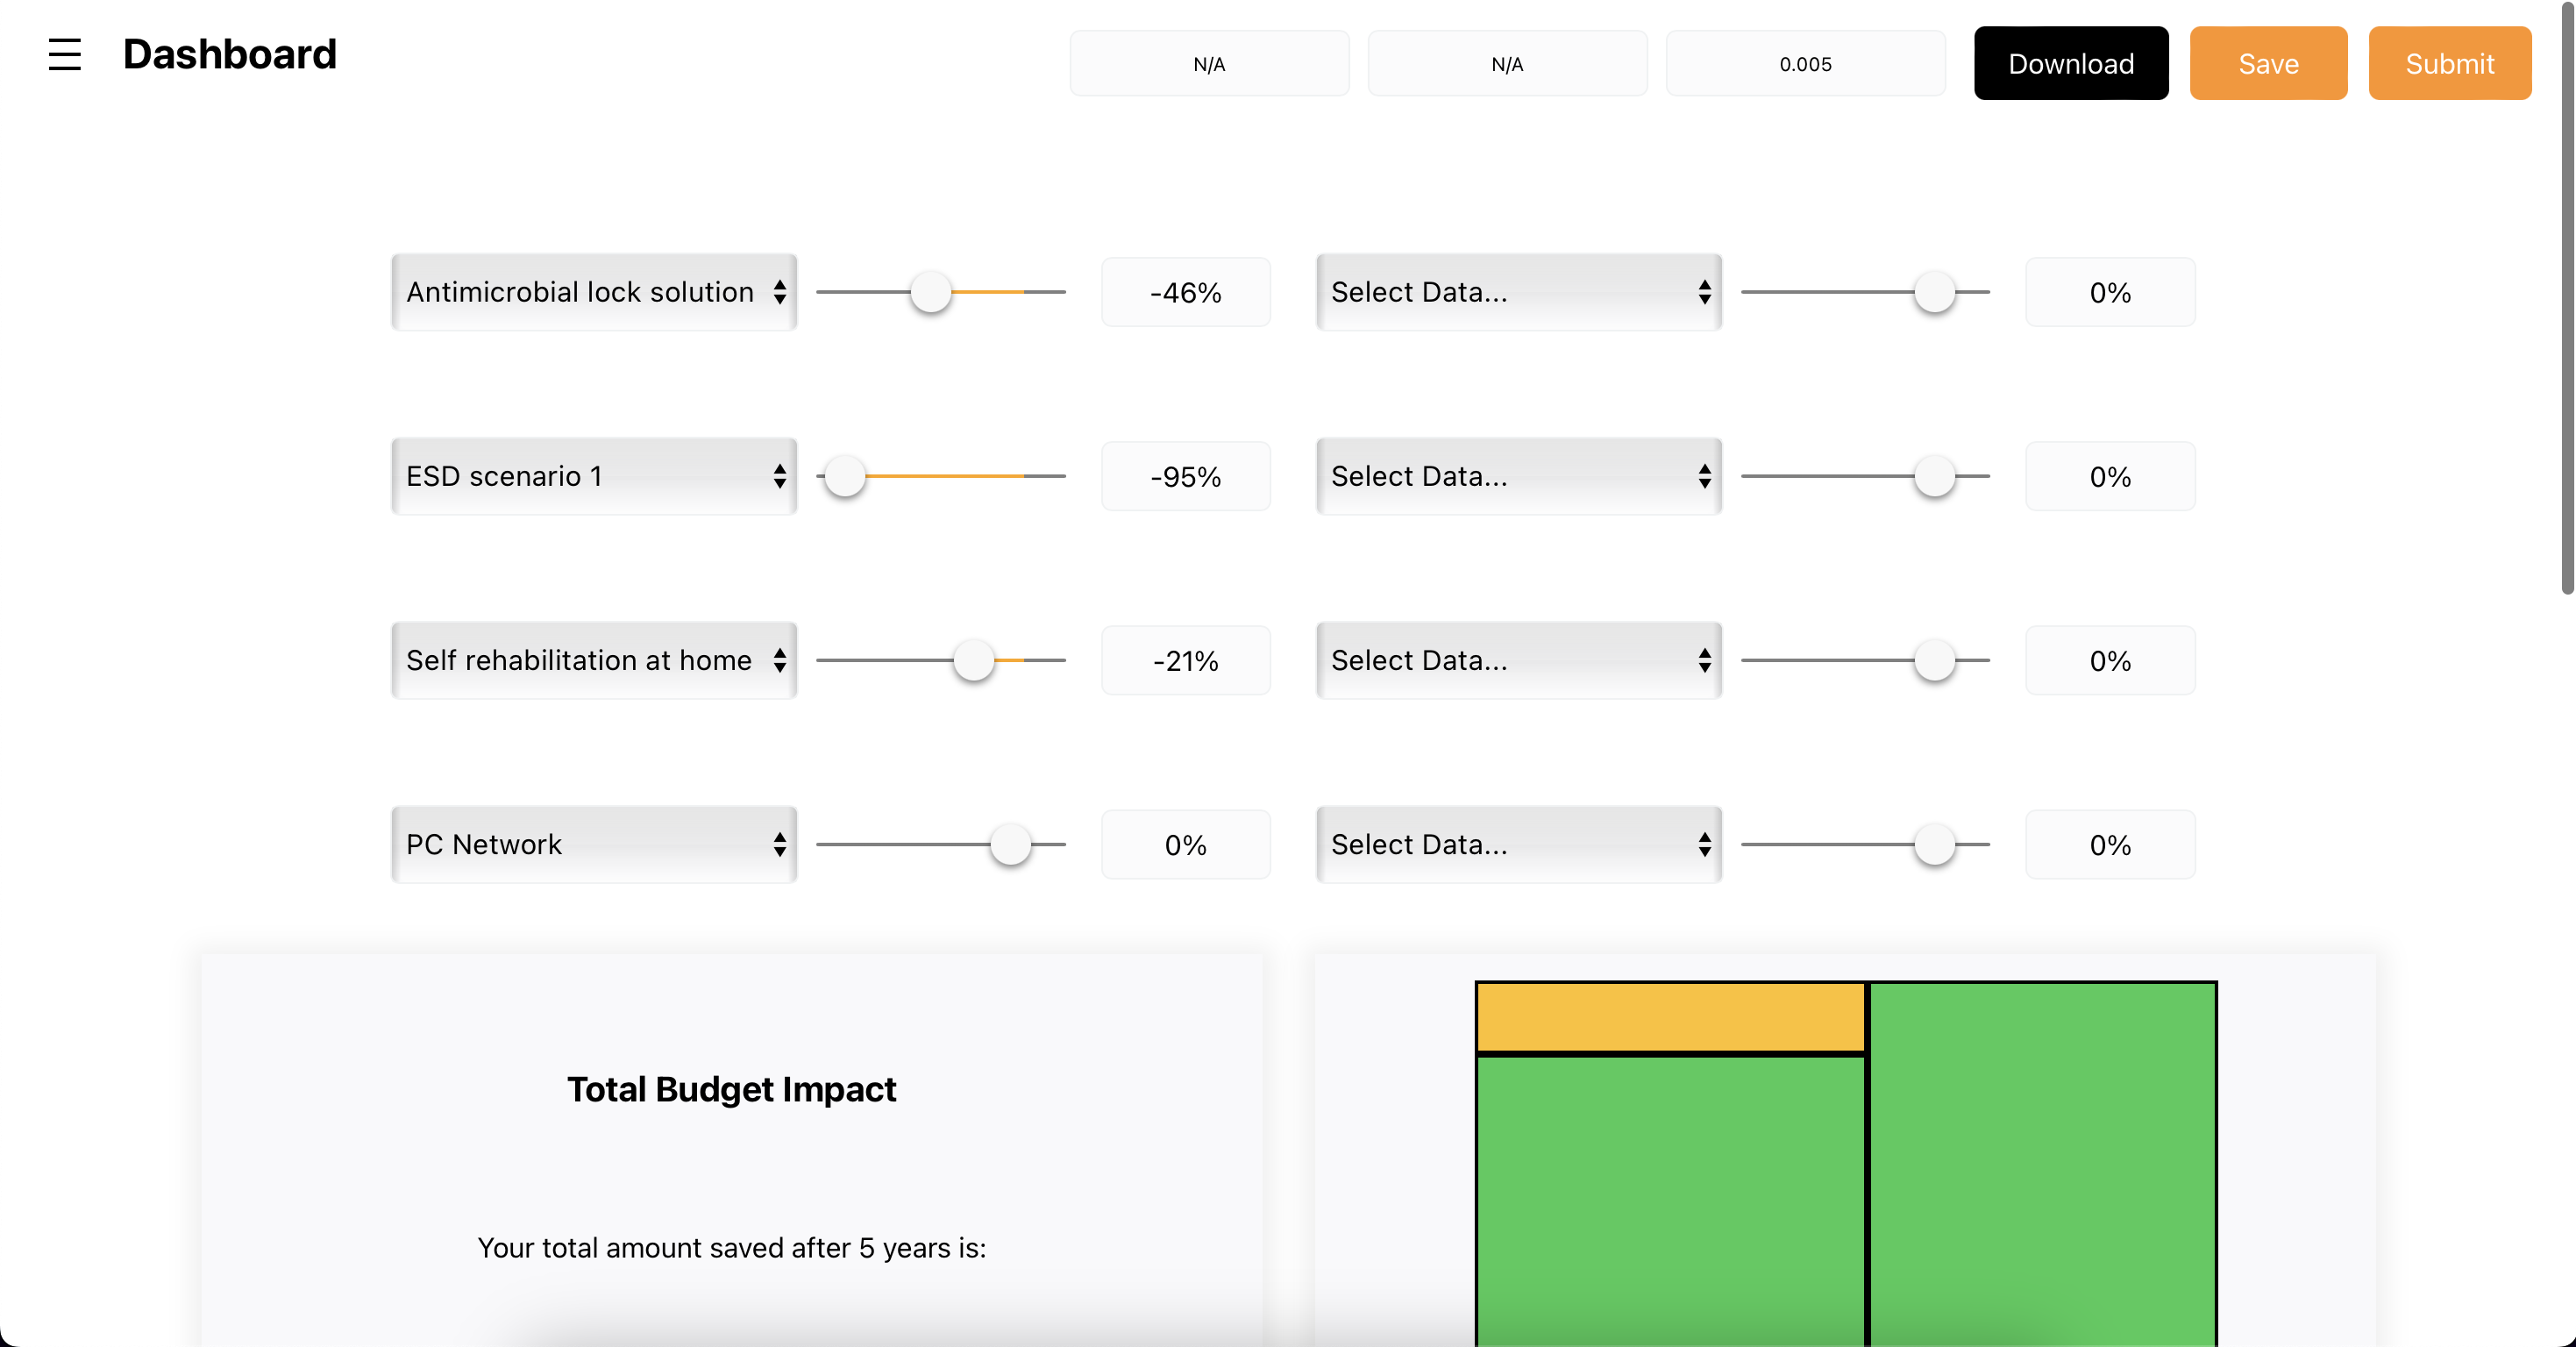 Dashboard
N/A
N/A
0.005
Download
Save
Submit
Antimicrobial lock solution
-46%
Select Data...
0%
ESD scenario 1
-95%
Select Data...
0%
Self rehabilitation at home
-21%
Select Data...
0%
PC Network
0%
Select Data...
0%
Total Budget Impact
Your total amount saved after 5 years is: